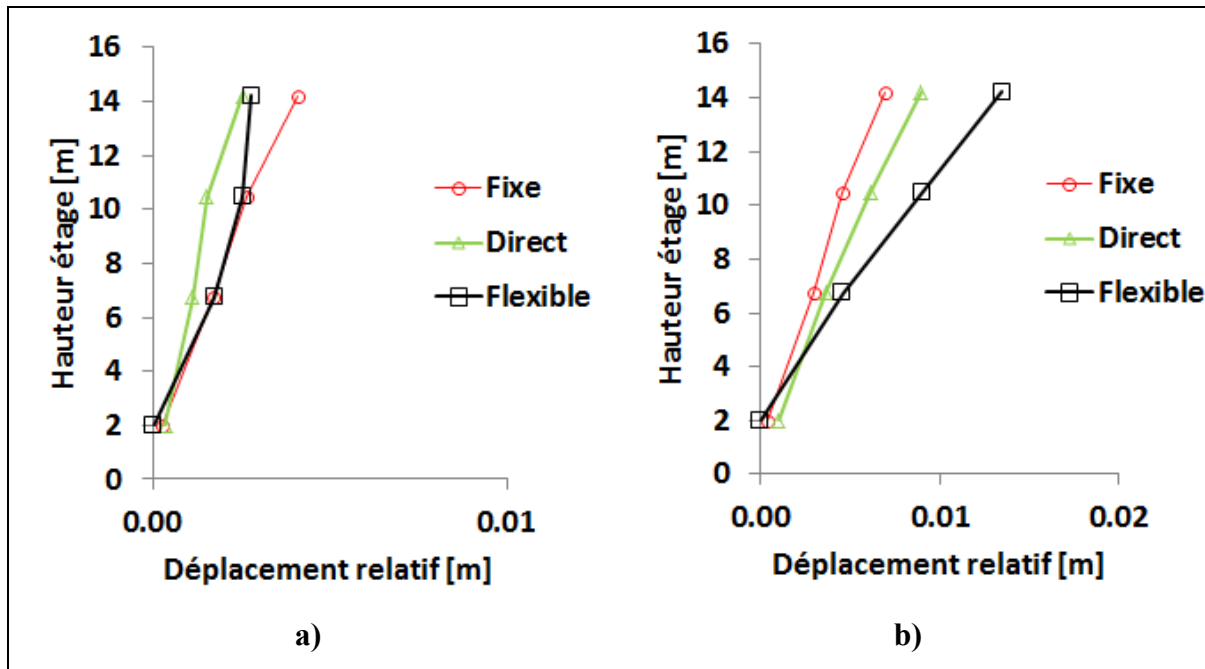 16
14
12
10
8
6
4
2
0
Hauteur étage [m]
0.00
0.01
Déplacement relatif [m]
Fixe
Direct
Flexible
a)
16
14
12
10
8
6
4
2
0
Hauteur étage [m]
0.00
0.01
0.02
Déplacement relatif [m]
Fixe
Direct
Flexible
b)